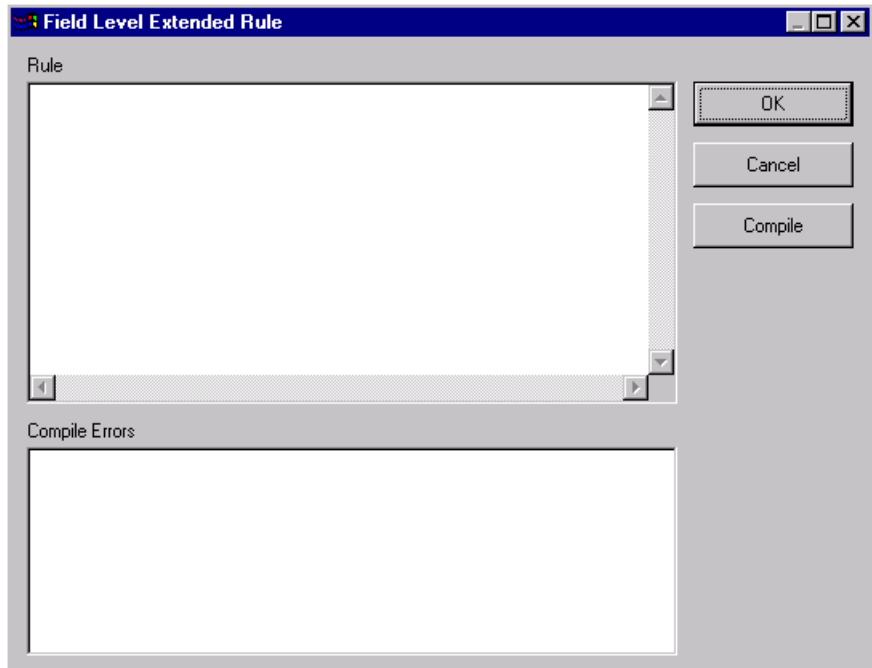 Field Level Extended Rule
Rule
OK
Cancel
Compile
Compile Errors